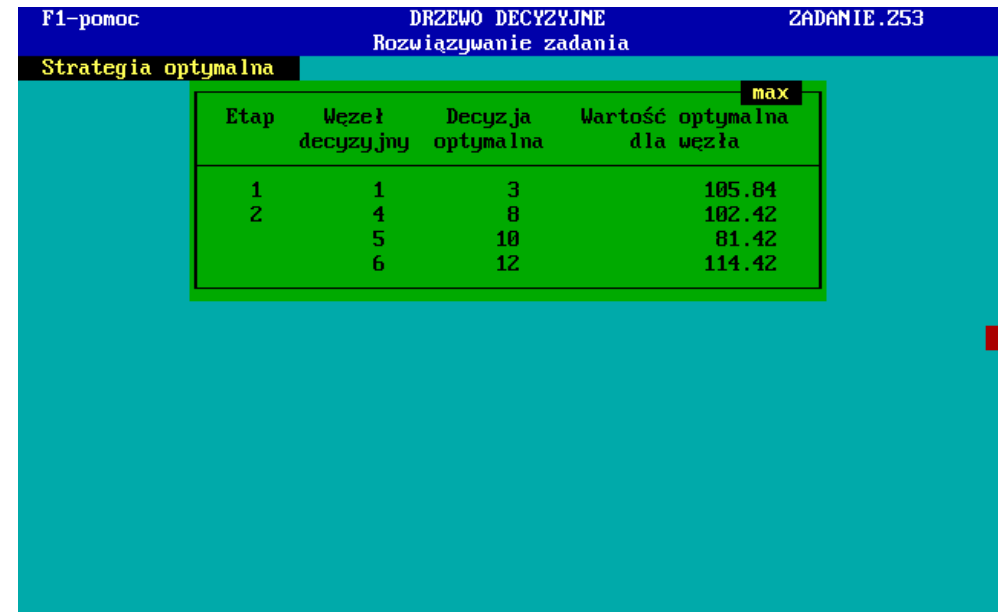 F1-pomoc DRZEWO DECYZYJNE ZADANIE.Z53
Rozwiązywanie zadania
Strategia optymalna
max
Etap Węzeł Decyzja Wartość optymalna
decyzyjny optymalna dla węzła
1 1 3 105.84
2 4 8 102.42
5 10 81.42
6 12 114.42